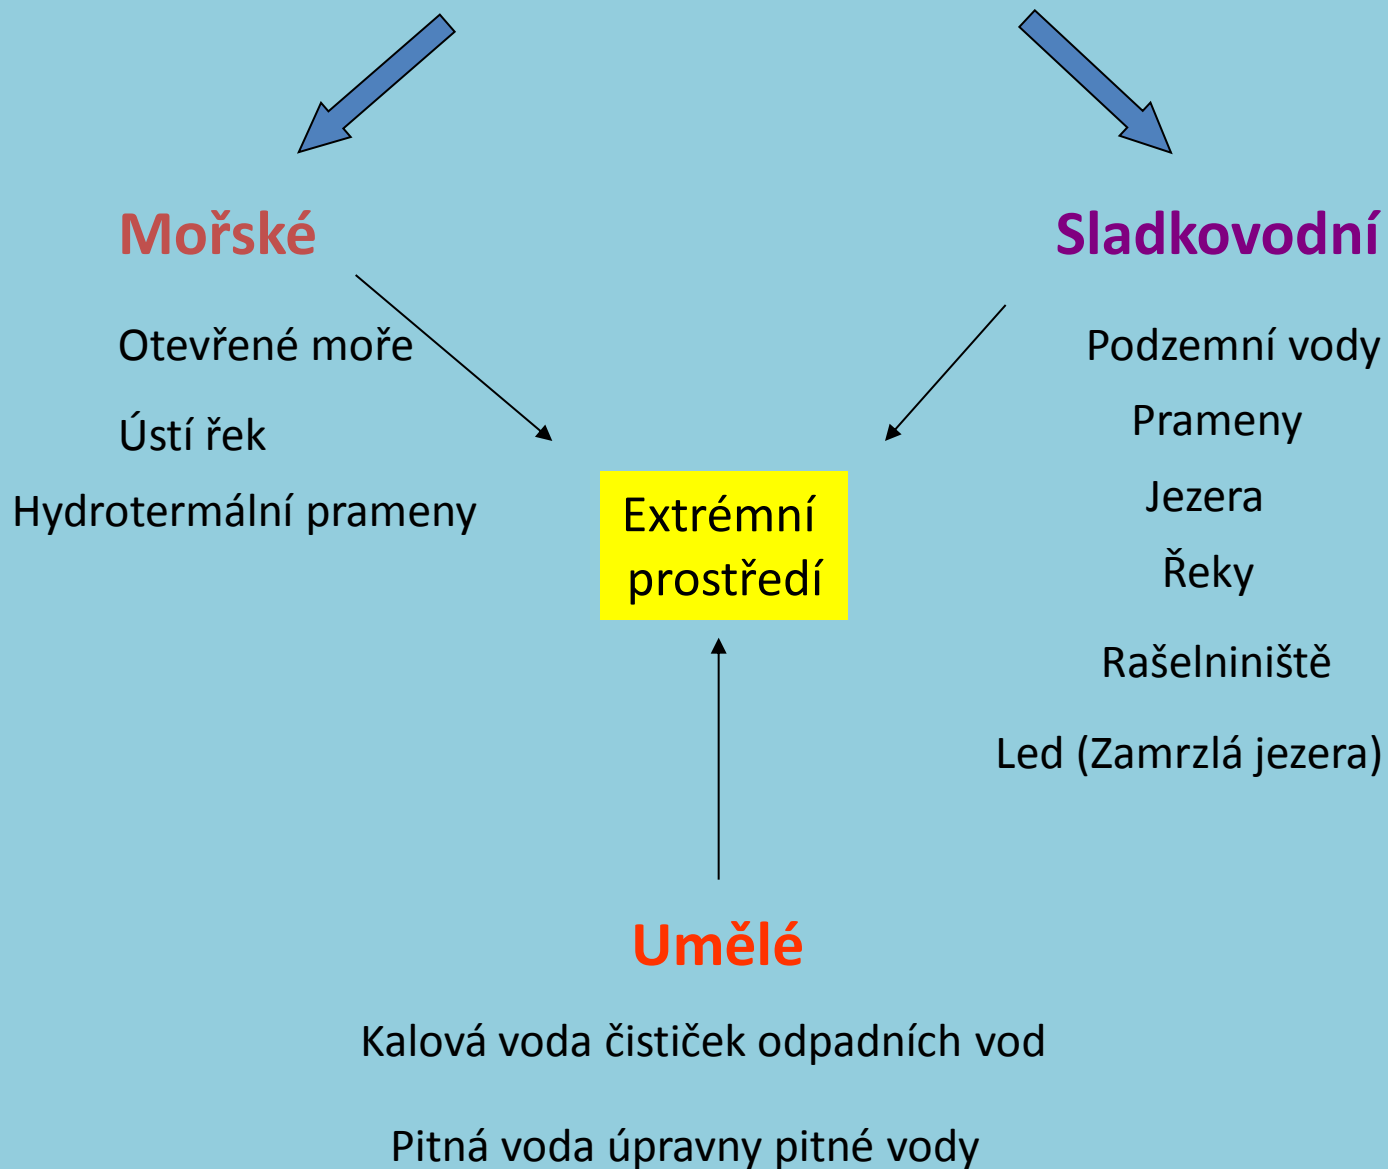 Mořské
Otevřené moře
Ústí řek
Hydrotermální prameny
Sladkovodní
Podzemní vody
Prameny
Jezera
Řeky
Rašelniniště
Led (Zamrzlá jezera)
Extrémní
prostředí
Umělé
Kalová voda čističek odpadních vod
Pitná voda úpravny pitné vody